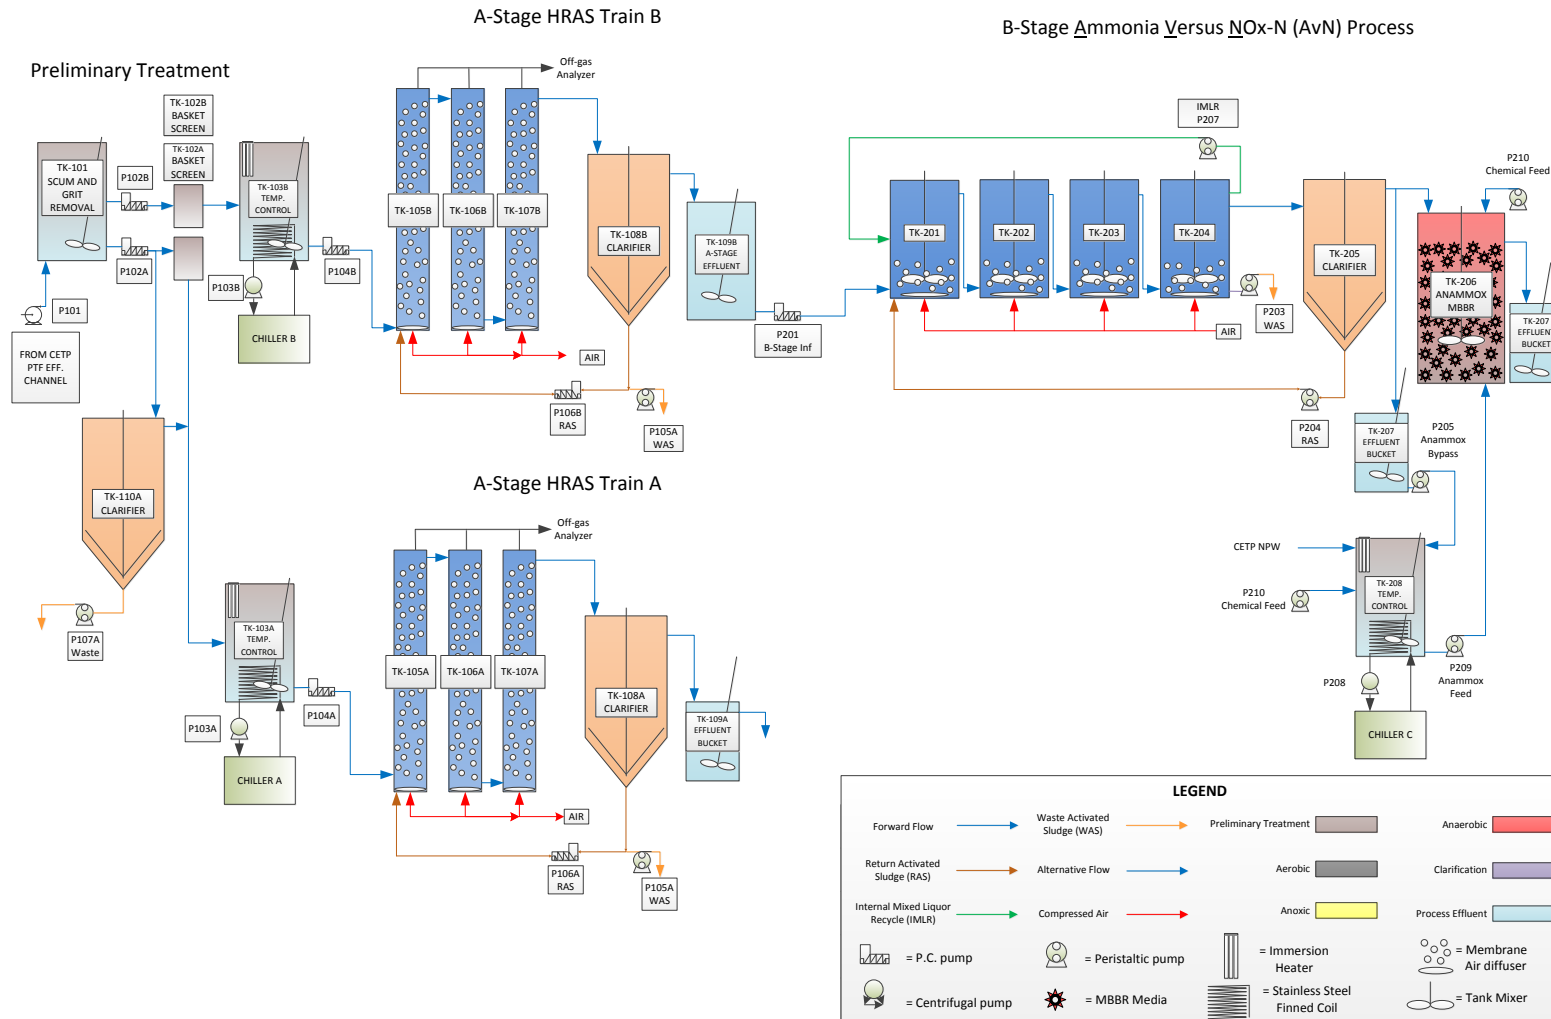 A-Stage HRAS Train B
B-Stage Ammonia Versus NOx-N (AvN) Process
Preliminary Treatment
Off-gas
Analyzer
TK-102B
BASKET
SCREEN
TK-102A
BASKET
SCREEN
TK-101
SCUM AND
GRIT
REMOVAL
P102B
P102A
TK-103B
TEMP.
CONTROL
P104B
P103B
CHILLER B
P101
FROM CETP
PTF EFF.
CHANNEL
TK-105B
TK-106B
TK-107B
AIR
TK-108B
CLARIFIER
P106B
RAS
P105A
WAS
TK-109B
A-STAGE
EFFLUENT
P201
B-Stage Inf
IMLR
P207
TK-201
TK-202
TK-203
TK-204
AIR
P203
WAS
TK-205
CLARIFIER
P204
RAS
P210
Chemical Feed
TK-206
ANAMMOX
MBBR
TK-207
EFFLUENT
BUCKET
TK-207
EFFLUENT
BUCKET
P205
Anammox
Bypass
CETP NPW
P210
Chemical Feed
TK-208
TEMP.
CONTROL
P208
P209
Anammox
Feed
CHILLER C
TK-110A
CLARIFIER
P107A
Waste
A-Stage HRAS Train A
Off-gas
Analyzer
TK-103A
TEMP.
CONTROL
P104A
P103A
CHILLER A
TK-105A
TK-106A
TK-107A
AIR
TK-108A
CLARIFIER
P106A
RAS
P105A
WAS
TK-109A
EFFLUENT
BUCKET
LEGEND
Forward Flow
Waste Activated
Sludge (WAS)
Preliminary Treatment
Anaerobic
Return Activated
Sludge (RAS)
Alternative Flow
Aerobic
Clarification
Internal Mixed Liquor
Recycle (IMLR)
Compressed Air
Anoxic
Process Effluent
= P.C. pump
= Peristaltic pump
= Immersion
Heater
= Membrane
Air diffuser
= Centrifugal pump
= MBBR Media
= Stainless Steel
Finned Coil
= Tank Mixer